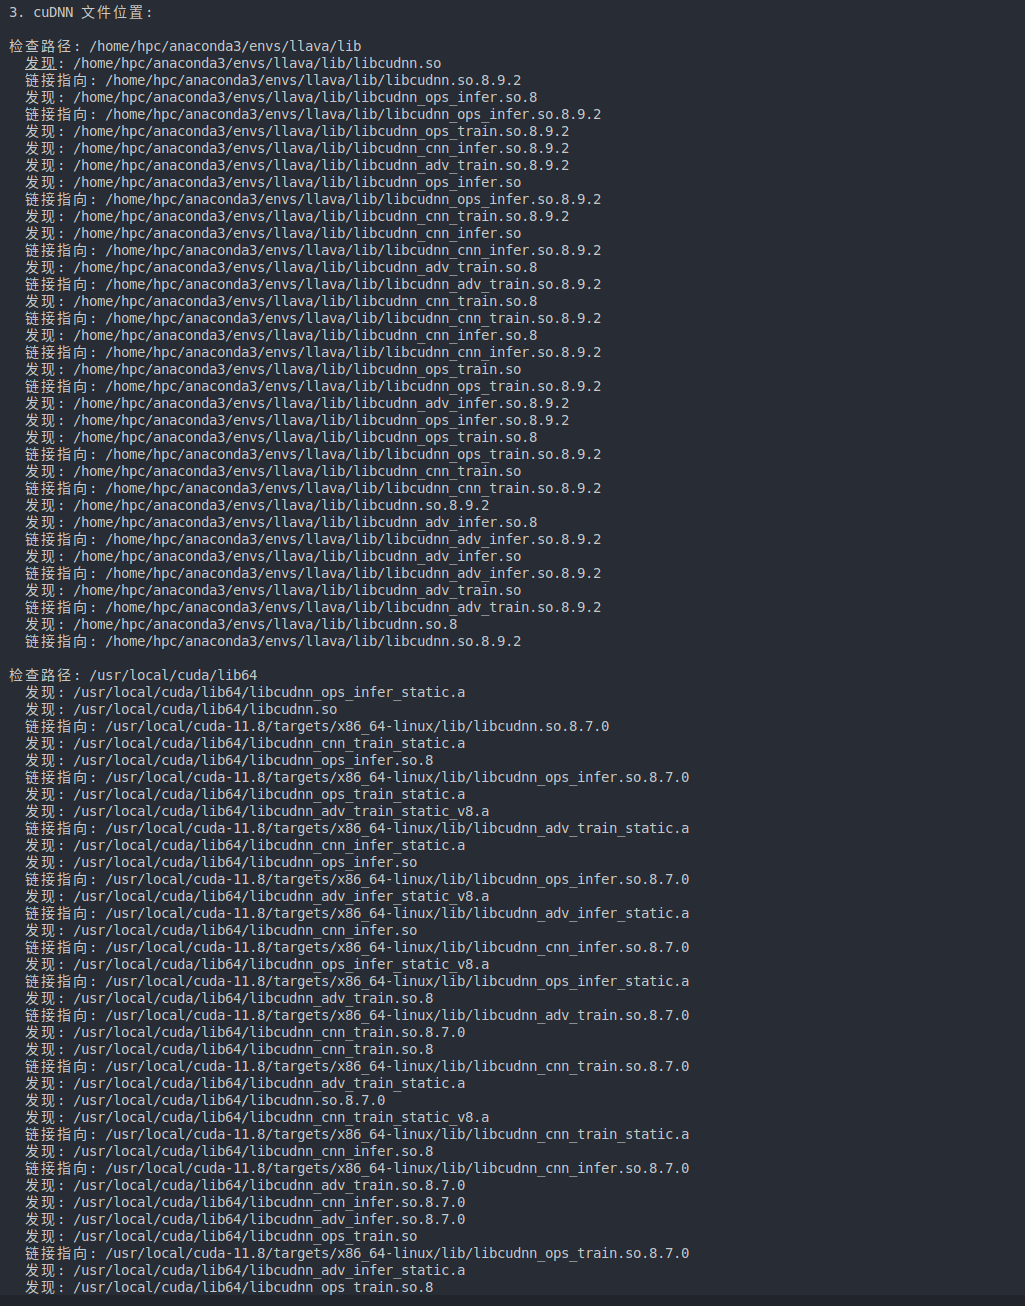 3. cuDNN 文件位置:
检查路径: /home/hpc/anaconda3/envs/llava/lib
发现: /home/hpc/anaconda3/envs/llava/lib/libcudnn.so
链接指向: /home/hpc/anaconda3/envs/llava/lib/libcudnn.so.8.9.2
发现: /home/hpc/anaconda3/envs/llava/lib/libcudnn_ops_infer.so.8
链接指向: /home/hpc/anaconda3/envs/llava/lib/libcudnn_ops_infer.so.8.9.2
发现: /home/hpc/anaconda3/envs/llava/lib/libcudnn_ops_train.so.8.9.2
发现: /home/hpc/anaconda3/envs/llava/lib/libcudnn_cnn_infer.so.8.9.2
发现: /home/hpc/anaconda3/envs/llava/lib/libcudnn_adv_train.so.8.9.2
发现: /home/hpc/anaconda3/envs/llava/lib/libcudnn_ops_infer.so
链接指向: /home/hpc/anaconda3/envs/llava/lib/libcudnn_ops_infer.so.8.9.2
发现: /home/hpc/anaconda3/envs/llava/lib/libcudnn_cnn_train.so.8.9.2
发现: /home/hpc/anaconda3/envs/llava/lib/libcudnn_cnn_infer.so
链接指向: /home/hpc/anaconda3/envs/llava/lib/libcudnn_cnn_infer.so.8.9.2
发现: /home/hpc/anaconda3/envs/llava/lib/libcudnn_adv_train.so.8
链接指向: /home/hpc/anaconda3/envs/llava/lib/libcudnn_adv_train.so.8.9.2
发现: /home/hpc/anaconda3/envs/llava/lib/libcudnn_cnn_train.so.8
链接指向: /home/hpc/anaconda3/envs/llava/lib/libcudnn_cnn_train.so.8.9.2
发现: /home/hpc/anaconda3/envs/llava/lib/libcudnn_cnn_infer.so.8
链接指向: /home/hpc/anaconda3/envs/llava/lib/libcudnn_cnn_infer.so.8.9.2
发现: /home/hpc/anaconda3/envs/llava/lib/libcudnn_ops_train.so
链接指向: /home/hpc/anaconda3/envs/llava/lib/libcudnn_ops_train.so.8.9.2
发现: /home/hpc/anaconda3/envs/llava/lib/libcudnn_adv_infer.so.8.9.2
发现: /home/hpc/anaconda3/envs/llava/lib/libcudnn_ops_infer.so.8.9.2
发现: /home/hpc/anaconda3/envs/llava/lib/libcudnn_ops_train.so.8
链接指向: /home/hpc/anaconda3/envs/llava/lib/libcudnn_ops_train.so.8.9.2
发现: /home/hpc/anaconda3/envs/llava/lib/libcudnn_cnn_train.so
链接指向: /home/hpc/anaconda3/envs/llava/lib/libcudnn_cnn_train.so.8.9.2
发现: /home/hpc/anaconda3/envs/llava/lib/libcudnn.so.8.9.2
发现: /home/hpc/anaconda3/envs/llava/lib/libcudnn_adv_infer.so.8
链接指向: /home/hpc/anaconda3/envs/llava/lib/libcudnn_adv_infer.so.8.9.2
发现: /home/hpc/anaconda3/envs/llava/lib/libcudnn_adv_infer.so
链接指向: /home/hpc/anaconda3/envs/llava/lib/libcudnn_adv_infer.so.8.9.2
发现: /home/hpc/anaconda3/envs/llava/lib/libcudnn_adv_train.so
链接指向: /home/hpc/anaconda3/envs/llava/lib/libcudnn_adv_train.so.8.9.2
发现: /home/hpc/anaconda3/envs/llava/lib/libcudnn.so.8
链接指向: /home/hpc/anaconda3/envs/llava/lib/libcudnn.so.8.9.2
检查路径: /usr/local/cuda/lib64
发现: /usr/local/cuda/lib64/libcudnn_ops_infer_static.a
发现: /usr/local/cuda/lib64/libcudnn.so
链接指向: /usr/local/cuda-11.8/targets/x86_64-linux/lib/libcudnn.so.8.7.0
发现: /usr/local/cuda/lib64/libcudnn_cnn_train_static.a
发现: /usr/local/cuda/lib64/libcudnn_ops_infer.so.8
链接指向: /usr/local/cuda-11.8/targets/x86_64-linux/lib/libcudnn_ops_infer.so.8.7.0
发现: /usr/local/cuda/lib64/libcudnn_ops_train_static.a
发现: /usr/local/cuda/lib64/libcudnn_adv_train_static_v8.a
链接指向: /usr/local/cuda-11.8/targets/x86_64-linux/lib/libcudnn_adv_train_static.a
发现: /usr/local/cuda/lib64/libcudnn_cnn_infer_static.a
发现: /usr/local/cuda/lib64/libcudnn_ops_infer.so
链接指向: /usr/local/cuda-11.8/targets/x86_64-linux/lib/libcudnn_ops_infer.so.8.7.0
发现: /usr/local/cuda/lib64/libcudnn_adv_infer_static_v8.a
链接指向: /usr/local/cuda-11.8/targets/x86_64-linux/lib/libcudnn_adv_infer_static.a
发现: /usr/local/cuda/lib64/libcudnn_cnn_infer.so
链接指向: /usr/local/cuda-11.8/targets/x86_64-linux/lib/libcudnn_cnn_infer.so.8.7.0
发现: /usr/local/cuda/lib64/libcudnn_ops_infer_static_v8.a
链接指向: /usr/local/cuda-11.8/targets/x86_64-linux/lib/libcudnn_ops_infer_static.a
发现: /usr/local/cuda/lib64/libcudnn_adv_train.so.8
链接指向: /usr/local/cuda-11.8/targets/x86_64-linux/lib/libcudnn_adv_train.so.8.7.0
发现: /usr/local/cuda/lib64/libcudnn_cnn_train.so.8.7.0
发现: /usr/local/cuda/lib64/libcudnn_cnn_train.so.8
链接指向: /usr/local/cuda-11.8/targets/x86_64-linux/lib/libcudnn_cnn_train.so.8.7.0
发现: /usr/local/cuda/lib64/libcudnn_adv_train_static.a
发现: /usr/local/cuda/lib64/libcudnn.so.8.7.0
发现: /usr/local/cuda/lib64/libcudnn_cnn_train_static_v8.a
链接指向: /usr/local/cuda-11.8/targets/x86_64-linux/lib/libcudnn_cnn_train_static.a
发现: /usr/local/cuda/lib64/libcudnn_cnn_infer.so.8
链接指向: /usr/local/cuda-11.8/targets/x86_64-linux/lib/libcudnn_cnn_infer.so.8.7.0
发现: /usr/local/cuda/lib64/libcudnn_adv_train.so.8.7.0
发现: /usr/local/cuda/lib64/libcudnn_cnn_infer.so.8.7.0
发现: /usr/local/cuda/lib64/libcudnn_adv_infer.so.8.7.0
发现: /usr/local/cuda/lib64/libcudnn_ops_train.so
链接指向: /usr/local/cuda-11.8/targets/x86_64-linux/lib/libcudnn_ops_train.so.8.7.0
发现: /usr/local/cuda/lib64/libcudnn_adv_infer_static.a
发现: /usr/local/cuda/lib64/libcudnn_ops_train.so.8